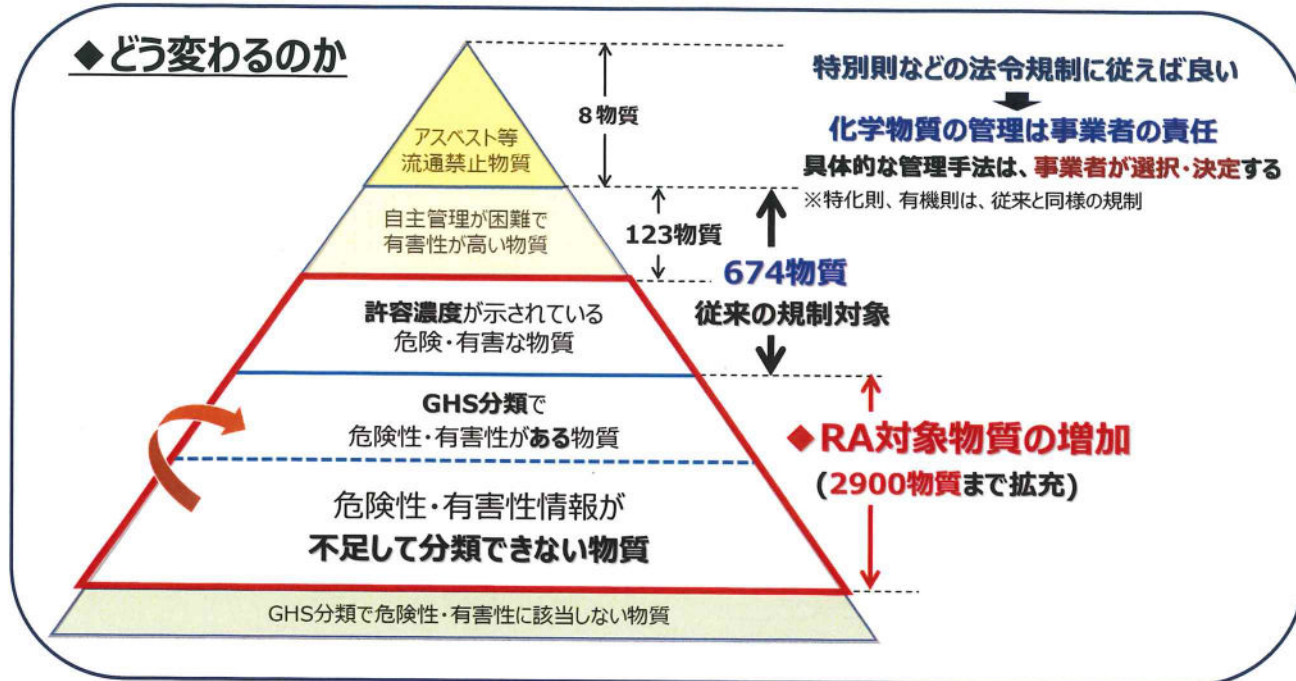 ◆どう変わるのか
アスベスト等
流通禁止物質
8物質
特別則などの法令規制に従えば良い
化学物質の管理は事業者の責任
具体的な管理手法は、事業者が選択・決定する
※特化則、有機則は、従来と同様の規制
自主管理が困難で
有害性が高い物質
123物質
674物質
従来の規制対象
許容濃度が示されている
危険・有害な物質
GHS分類で
危険性・有害性がある物質
◆RA対象物質の増加
(2900物質まで拡充)
危険性・有害性情報が
不足して分類できない物質
GHS分類で危険性・有害性に該当しない物質